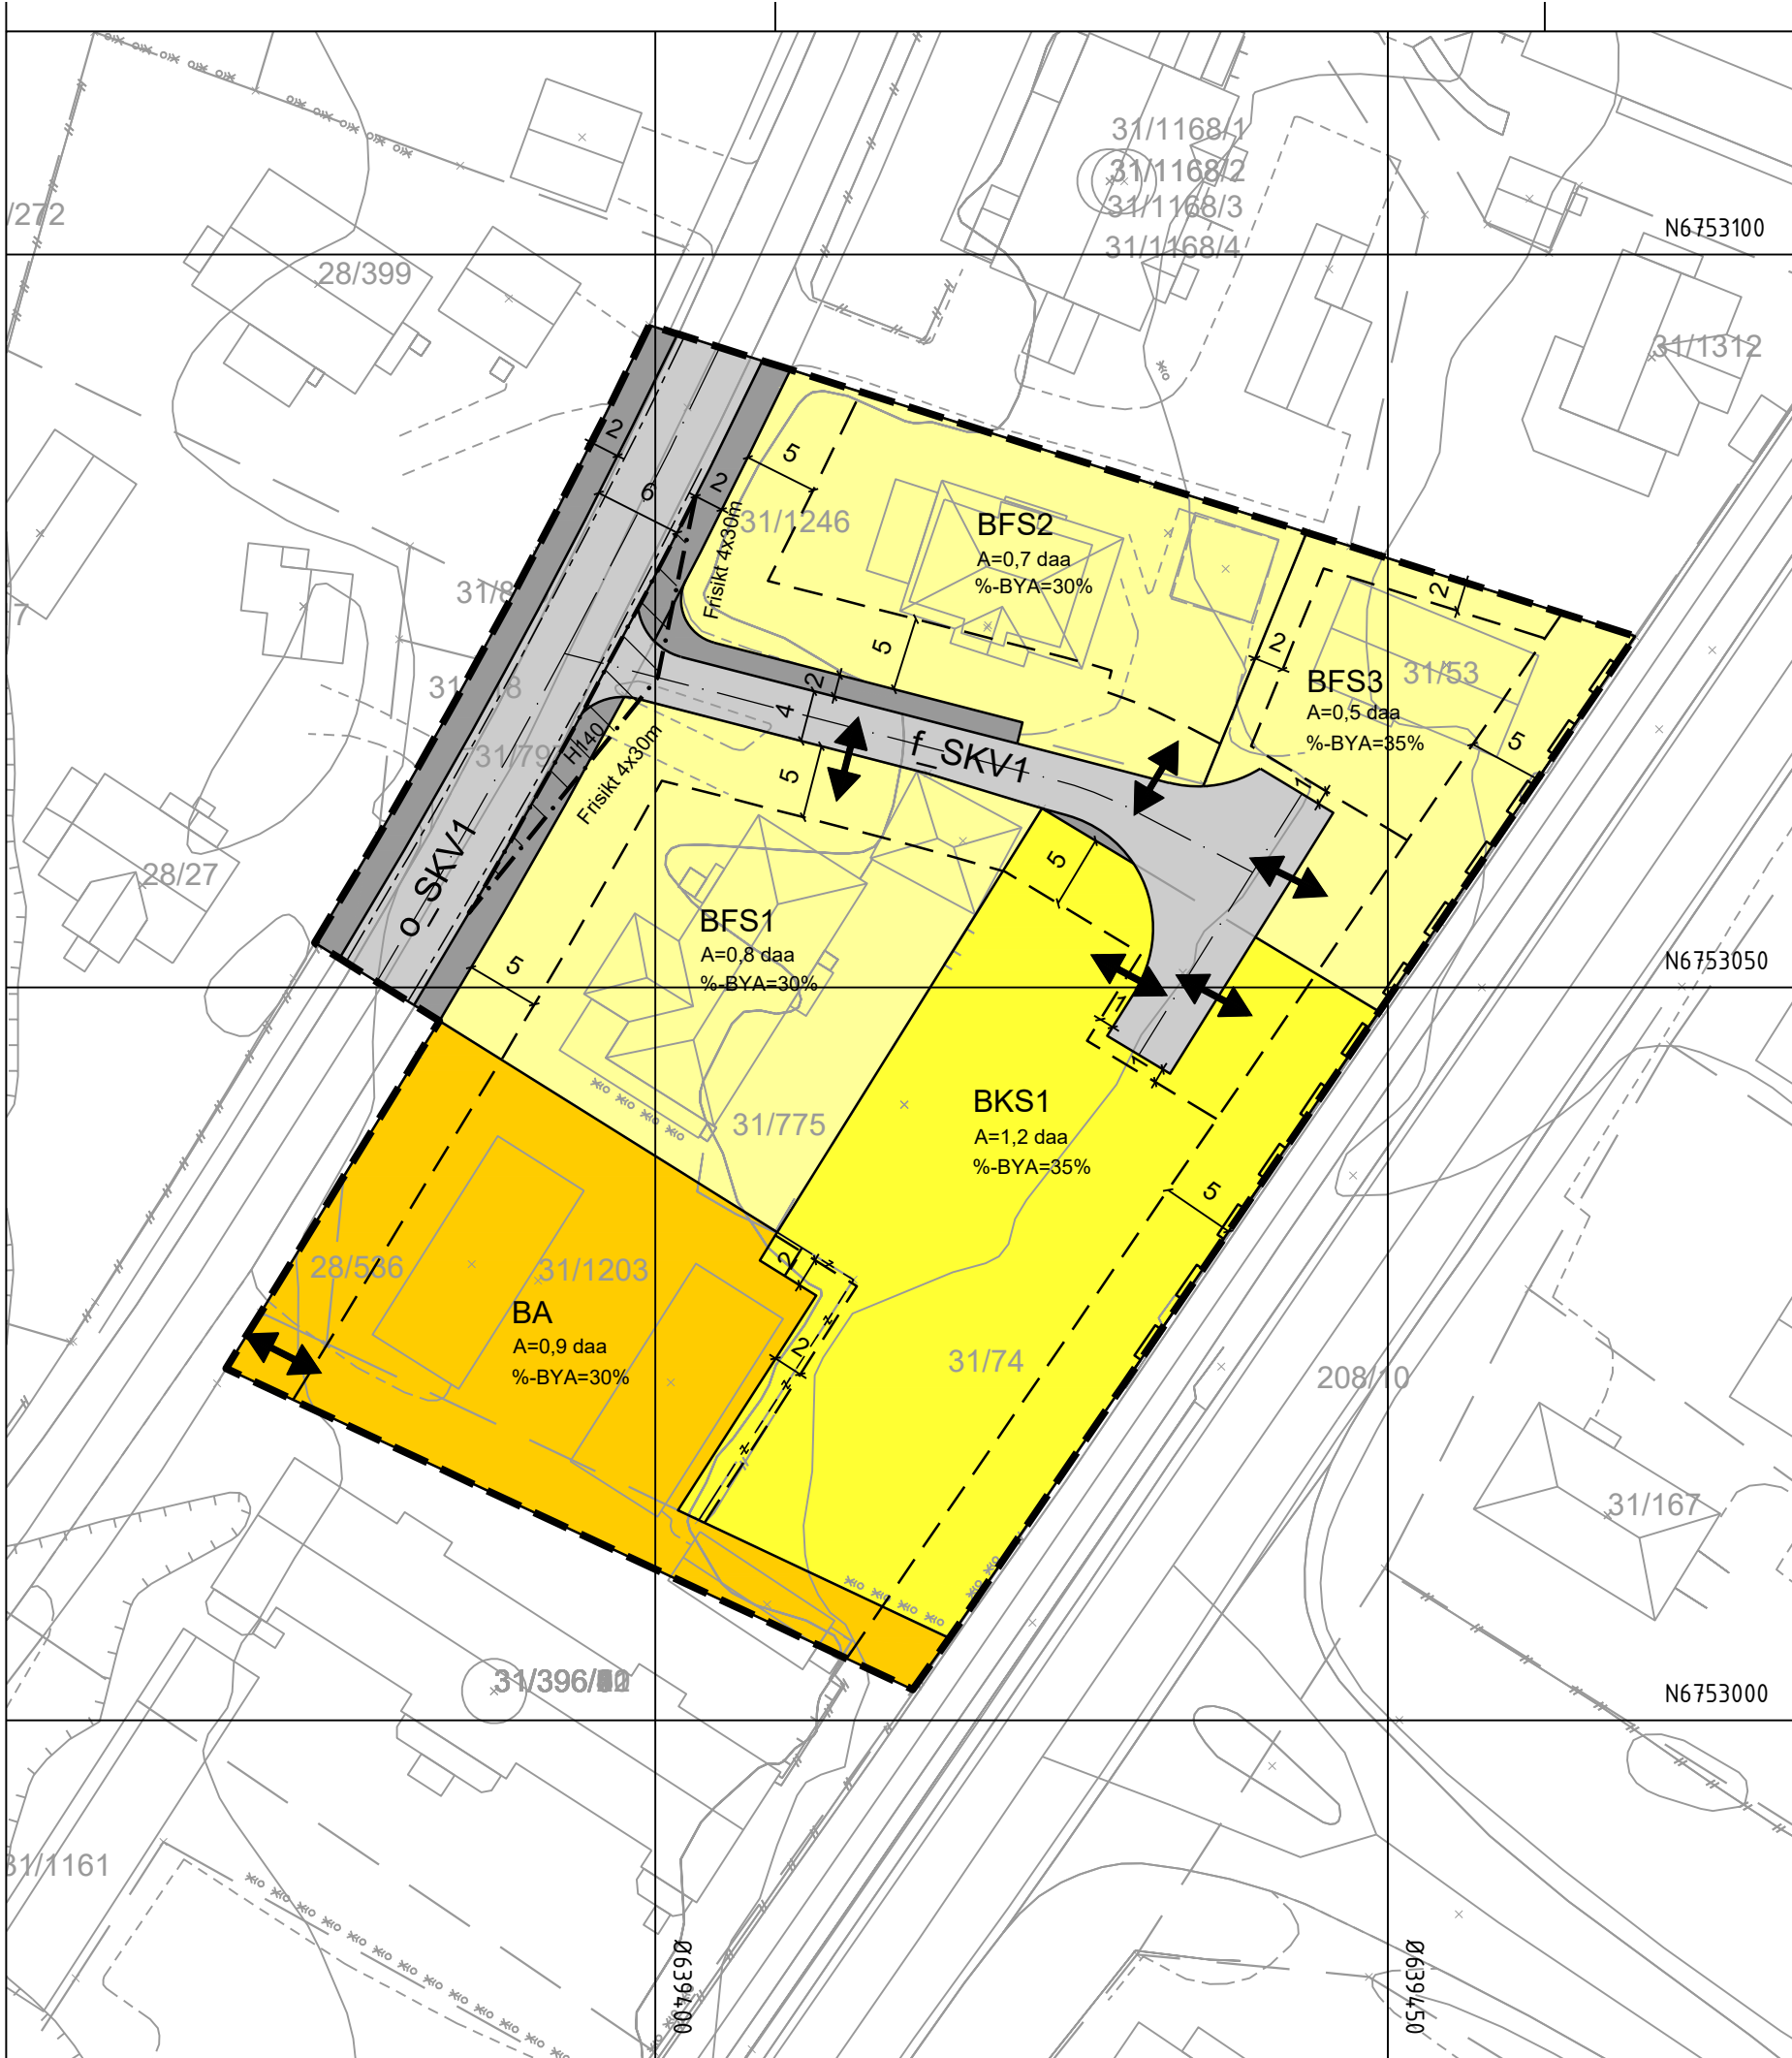 31/1168/1
31/1168/2
31/1168/3
31/1168/4
/272
N6753100
28/399
31/1312
2
5
6
2
31/1246
Frisikt 4x30m
BFS2
A=0,7 daa
%-BYA=30%
31/8
7
2
2
5
BFS3
31/53
A=0,5 daa
%-BYA=35%
2
4
5
f_SKV1
5
H140
Frisikt 4x30m
1
5
o_SKV1
28/27
BFS1
A=0,8 daa
%-BYA=30%
5
N6753050
1
1
BKS1
A=1,2 daa
%-BYA=35%
31/775
5
28/536
31/1203
2
BA
A=0,9 daa
%-BYA=30%
2
31/74
208/10
31/167
N6753000
31/1161
Ø639400
Ø639450